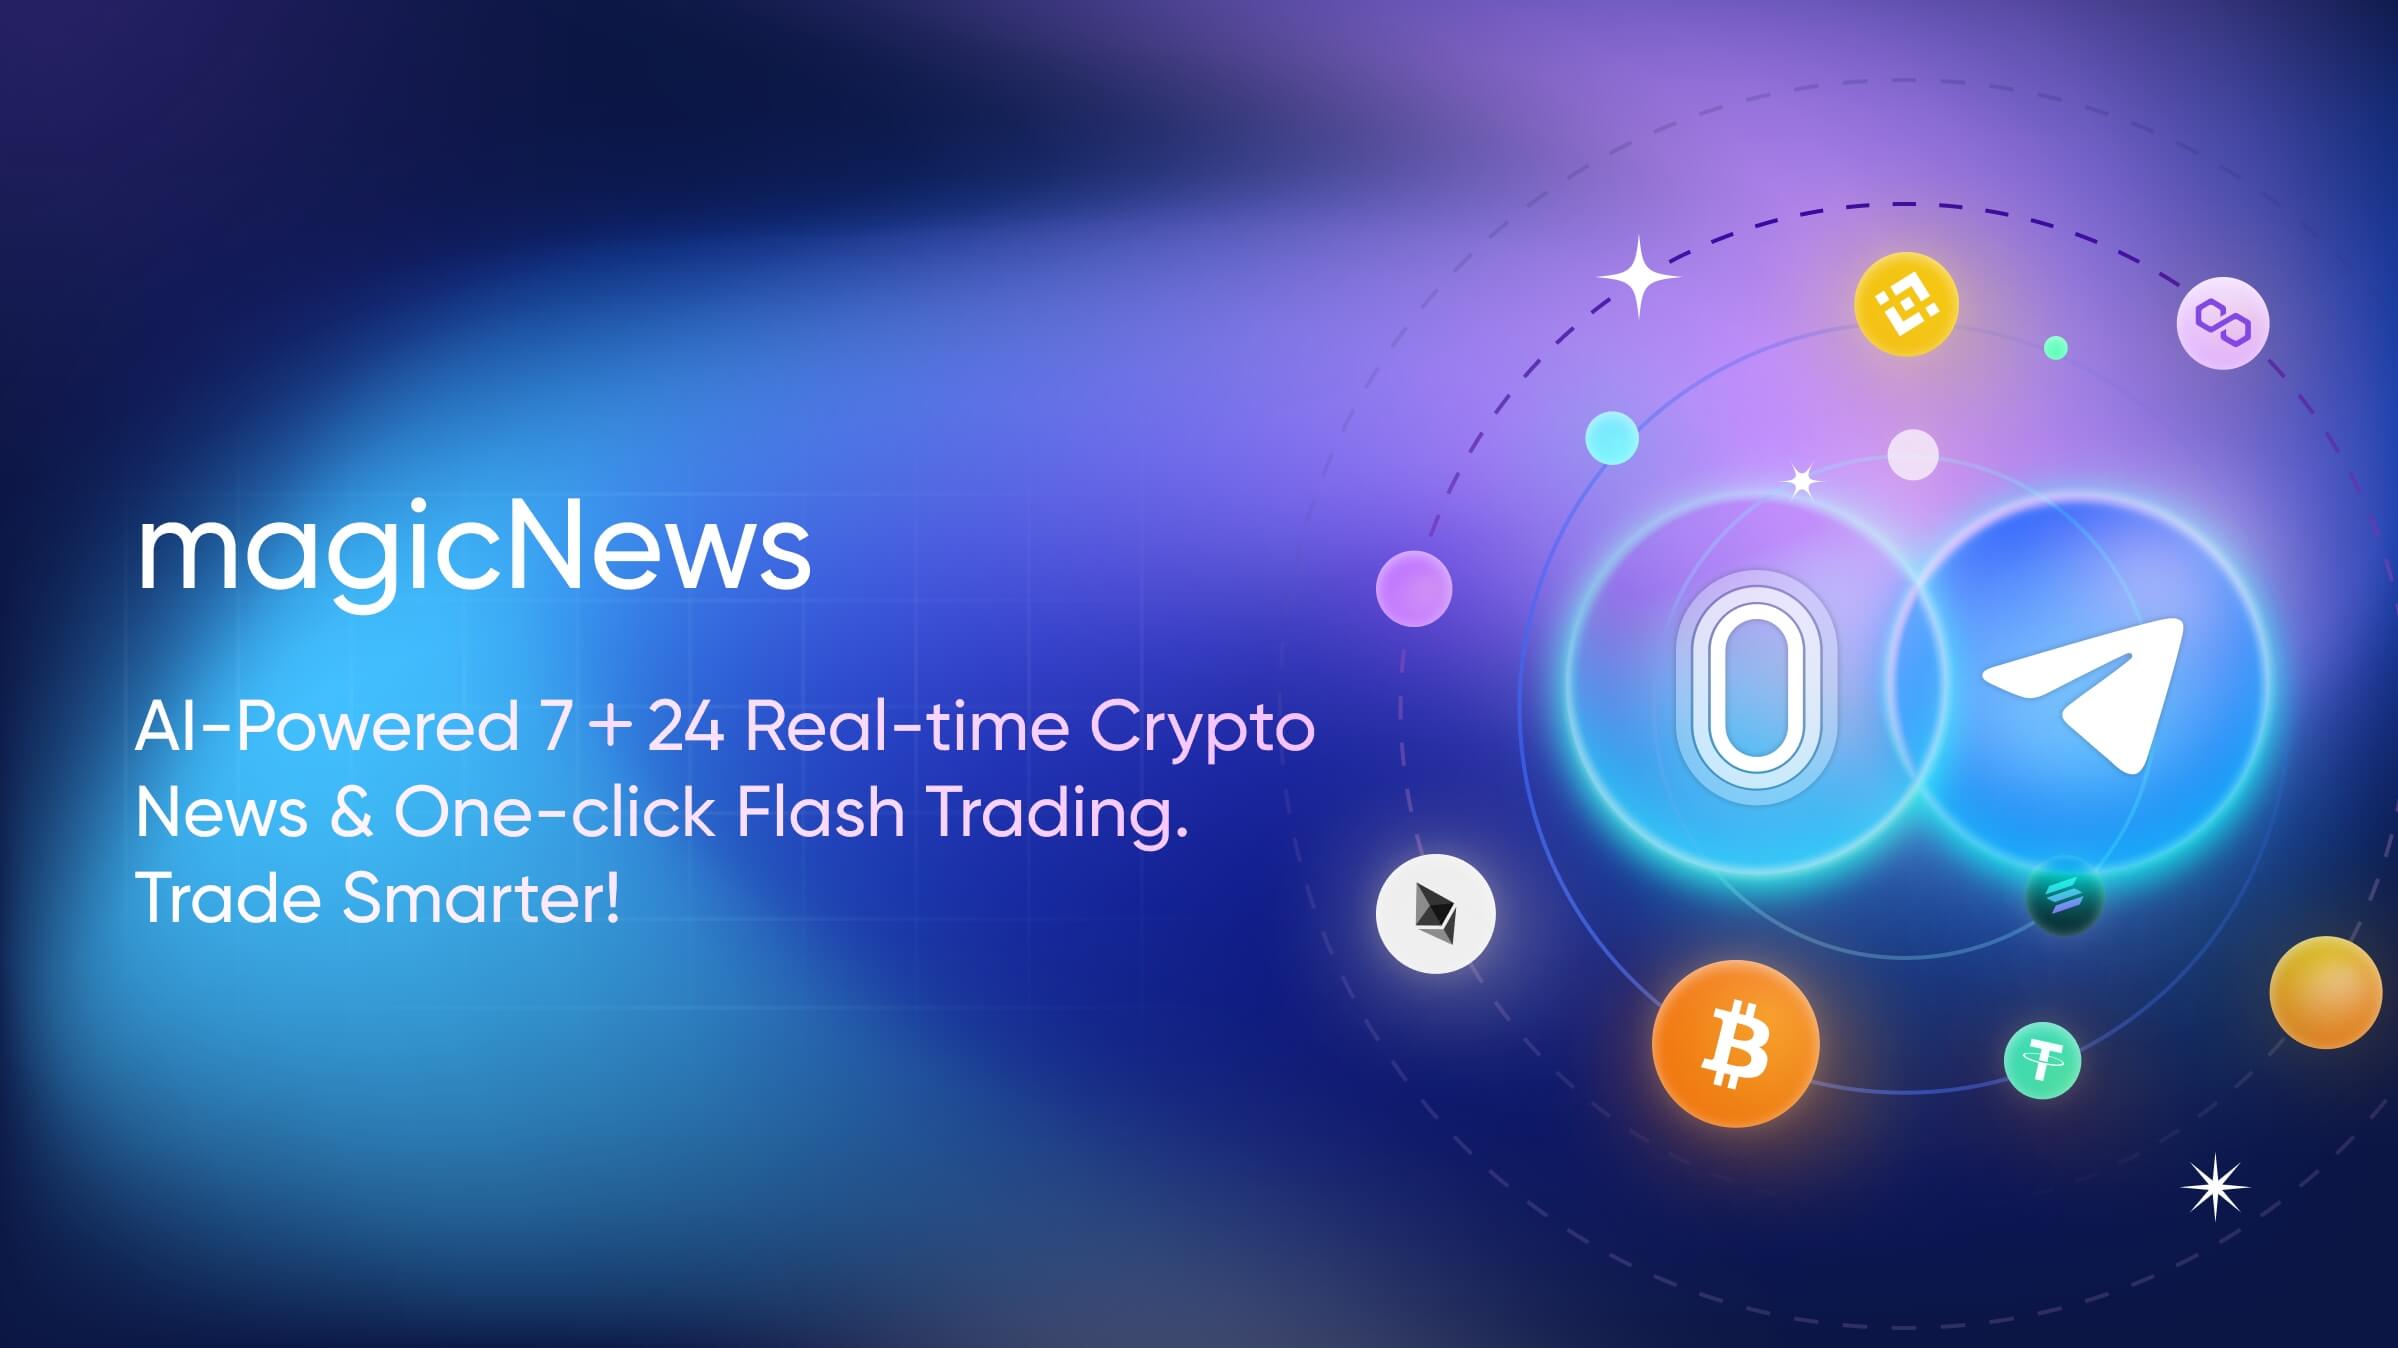 magicNews
AI-Powered 7+24 Real-time Crypto
News & One-click Flash Trading.
Trade Smarter!